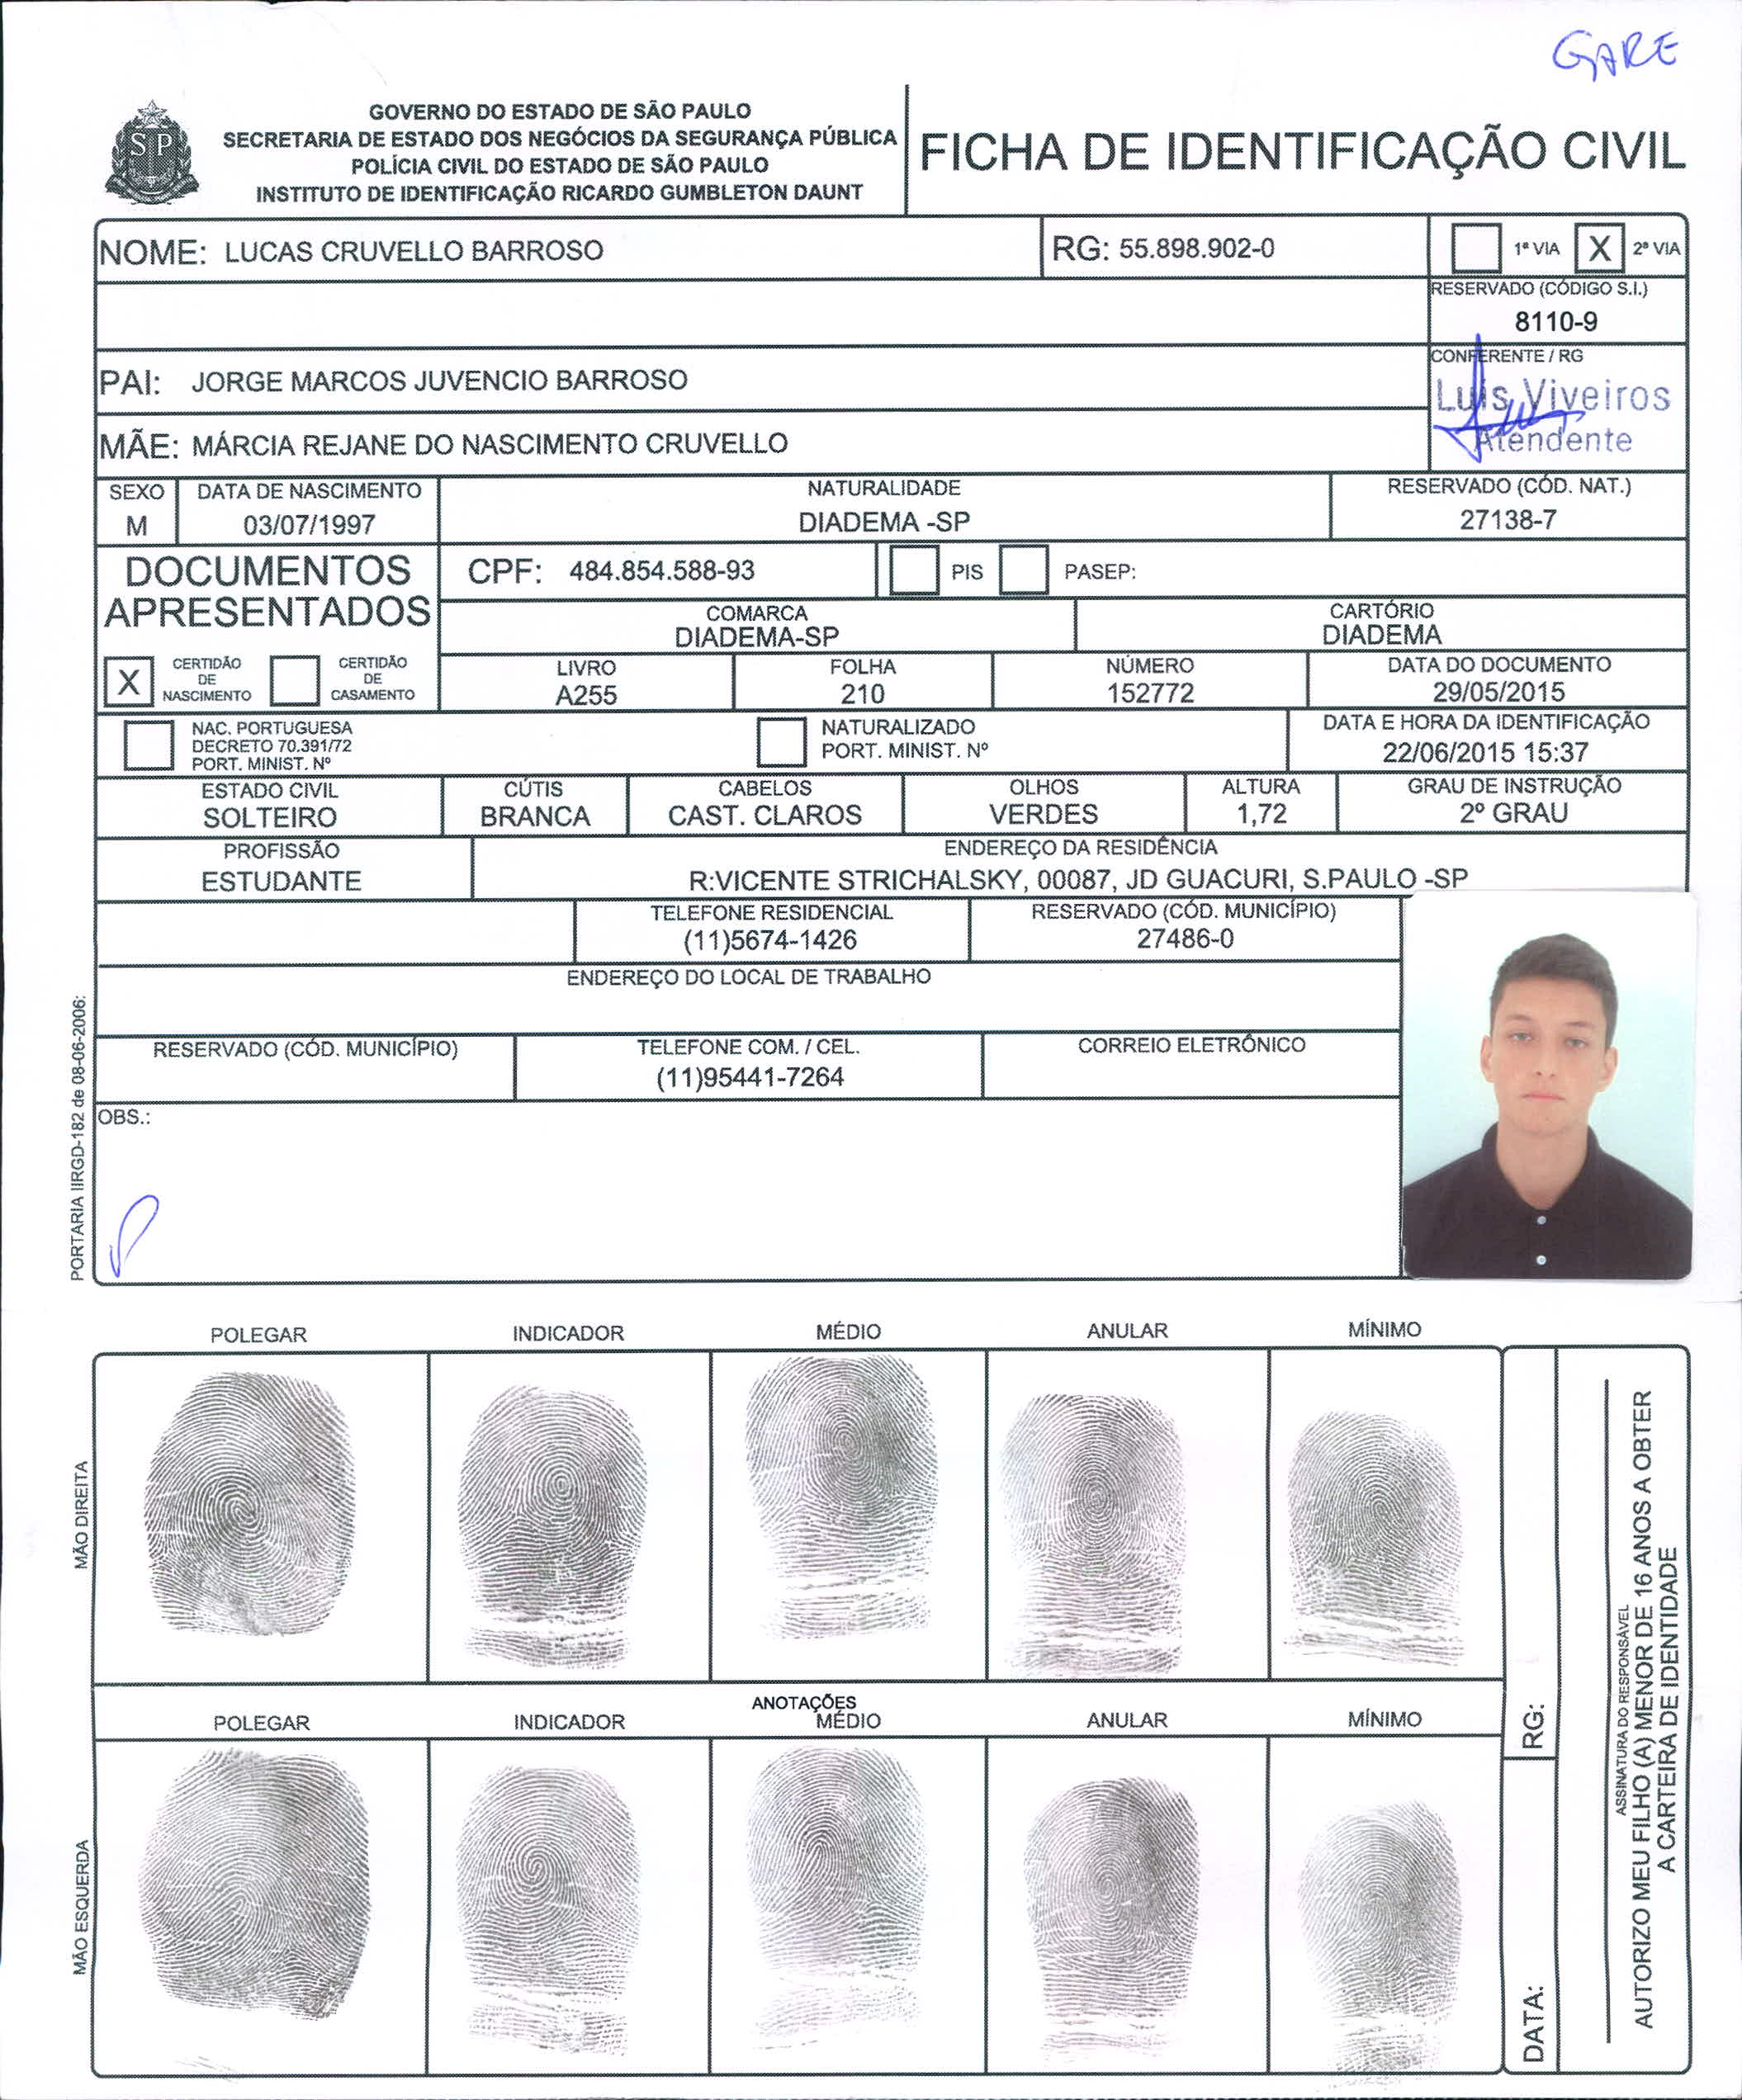 GARE
SP
GOVERNO DO ESTADO DE SÃO PAULO
SECRETARIA DE ESTADO DOS NEGÓCIOS DA SEGURANÇA PÚBLICA
POLÍCIA CIVIL DO ESTADO DE SÃO PAULO
INSTITUTO DE IDENTIFICAÇÃO RICARDO GUMBLETON DAUNT
FICHA DE IDENTIFICAÇÃO CIVIL
NOME: LUCAS CRUVELLO BARROSO
RG: 55.898.902-0
1ª VIA X 2ª VIA
RESERVADO (CÓDIGO S.I.)
8110-9
PAI: JORGE MARCOS JUVENCIO BARROSO
CONFERENTE / RG
Luis Viveiros
Atendente
MÃE: MÁRCIA REJANE DO NASCIMENTO CRUVELLO
SEXO DATA DE NASCIMENTO NATURALIDADE RESERVADO (CÓD. NAT.)
M 03/07/1997 DIADEMA -SP 27138-7
DOCUMENTOS
APRESENTADOS
CPF: 484.854.588-93 PIS PASEP:
COMARCA CARTÓRIO
DIADEMA-SP DIADEMA
X CERTIDÃO
DE
NASCIMENTO
CERTIDÃO
DE
CASAMENTO
LIVRO FOLHA NÚMERO DATA DO DOCUMENTO
A255 210 152772 29/05/2015
NAC. PORTUGUESA
DECRETO 70.391/72
PORT. MINIST. Nº
NATURALIZADO
PORT. MINIST. Nº
DATA E HORA DA IDENTIFICAÇÃO
22/06/2015 15:37
ESTADO CIVIL CÚTIS CABELOS OLHOS ALTURA GRAU DE INSTRUÇÃO
SOLTEIRO BRANCA CAST. CLAROS VERDES 1,72 2º GRAU
PROFISSÃO ENDEREÇO DA RESIDÊNCIA
ESTUDANTE R:VICENTE STRICHALSKY, 00087, JD GUACURI, S.PAULO -SP
TELEFONE RESIDENCIAL RESERVADO (CÓD. MUNICÍPIO)
(11)5674-1426 27486-0
ENDEREÇO DO LOCAL DE TRABALHO
RESERVADO (CÓD. MUNICÍPIO) TELEFONE COM. / CEL. CORREIO ELETRÔNICO
(11)95441-7264
OBS.:
PORTARIA IIRGD-182 de 08-06-2006:
POLEGAR INDICADOR MÉDIO ANULAR MÍNIMO
MÃO DIREITA
ANOTAÇÕES
POLEGAR INDICADOR MÉDIO ANULAR MÍNIMO
MÃO ESQUERDA
RG:
DATA:
ASSINATURA DO RESPONSÁVEL
AUTORIZO MEU FILHO (A) MENOR DE 16 ANOS A OBTER
A CARTEIRA DE IDENTIDADE